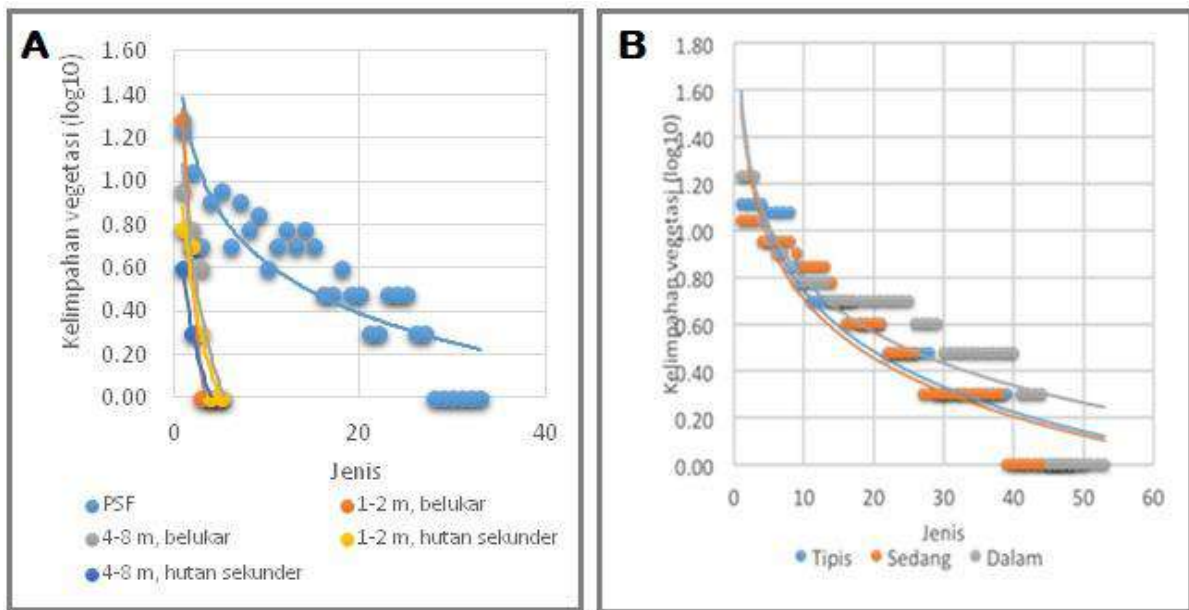 A
Kelimpahan vegetasi (log10)
1.60
1.40
1.20
1.00
0.80
0.60
0.40
0.20
0.00
0 20 40
Jenis
PSF 1-2 m, belukar
4-8 m, belukar 1-2 m, hutan sekunder
4-8 m, hutan sekunder
B
Kelimpahan vegetasi (log10)
1.80
1.60
1.40
1.20
1.00
0.80
0.60
0.40
0.20
0.00
0 10 20 30 40 50 60
Jenis
Tipis Sedang Dalam